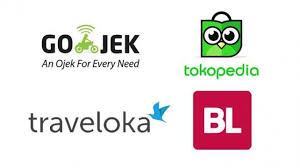 GO JEK
An Ojek For Every Need
tokopedia
traveloka
BL